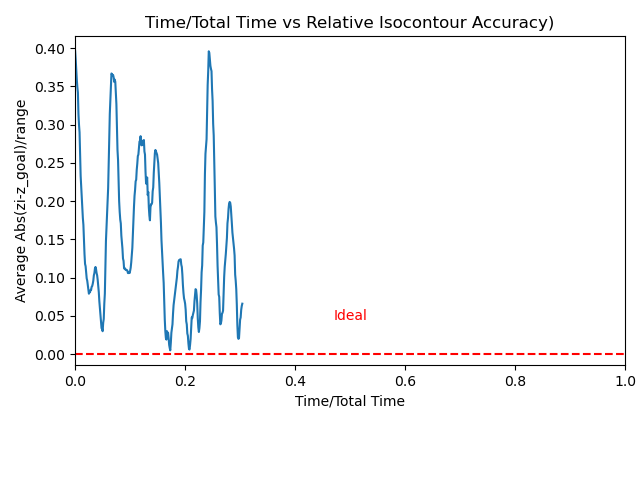 Time/Total Time vs Relative Isocontour Accuracy)
Average Abs(zi-z_goal)/range
0.40
0.35
0.30
0.25
0.20
0.15
0.10
0.05
0.00
Ideal
0.0 0.2 0.4 0.6 0.8 1.0
Time/Total Time